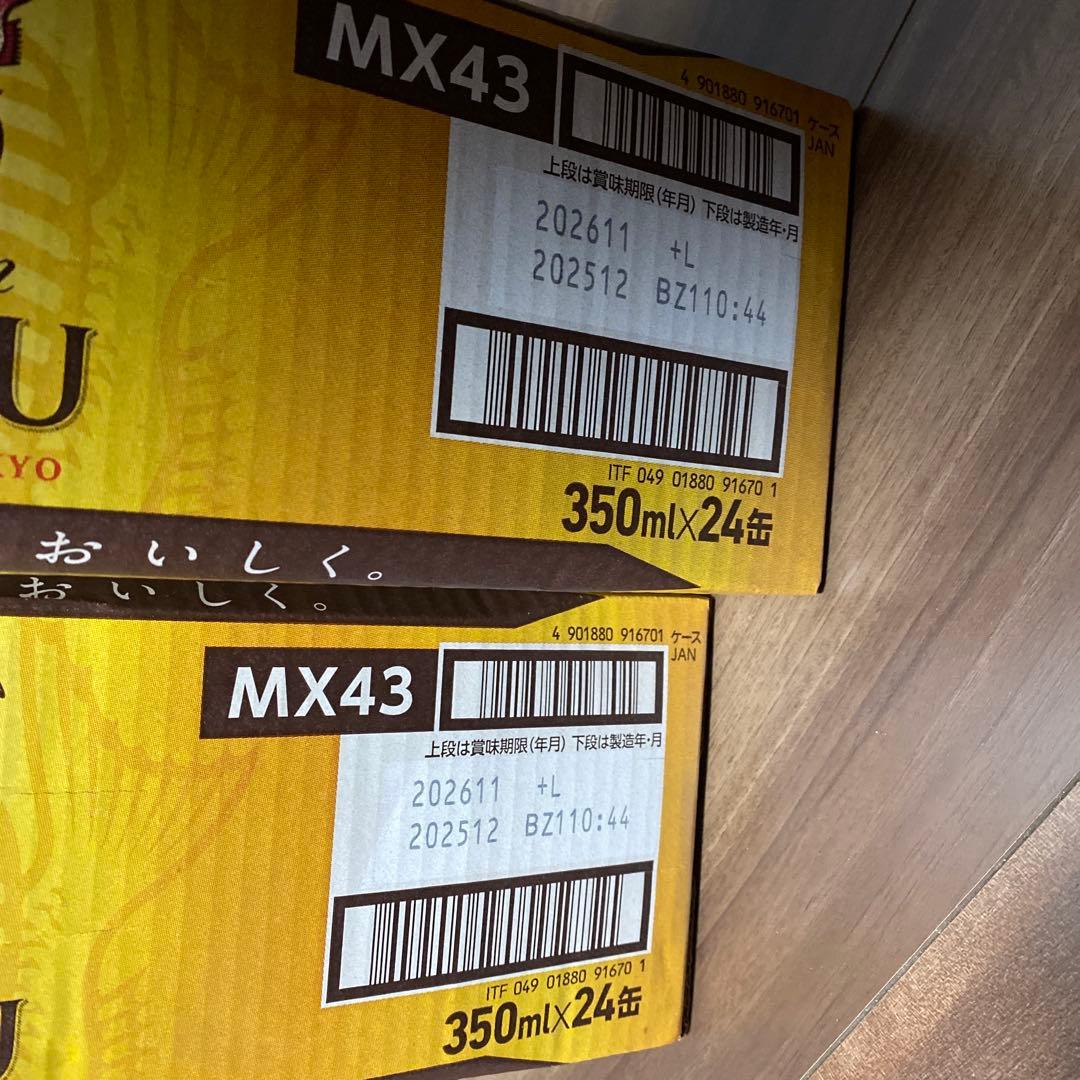 MX43
4 901880 916701 ケース
JAN
上段は賞味期限(年月) 下段は製造年・月
202611 +L
202512 BZ110:44
U
KYO
ITF 049 01880 91670 1
350ml×24缶
おいしく。
おいしく。
4 901880 916701 ケース
JAN
MX43
上段は賞味期限(年月) 下段は製造年・月
202611 +L
202512 BZ110:44
ITF 049 01880 91670 1
350ml×24缶